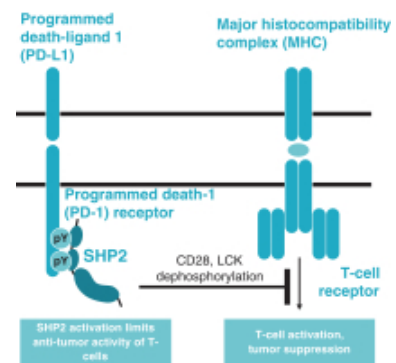 Programmed
death-ligand 1
(PD-L1)
Major histocompatibility
complex (MHC)
Programmed death-1
(PD-1) receptor
pY
pY
SHP2
CD28, LCK
dephosphorylation
T-cell
receptor
SHP2 activation limits
anti-tumor activity of T-
cells
T-cell activation,
tumor suppression